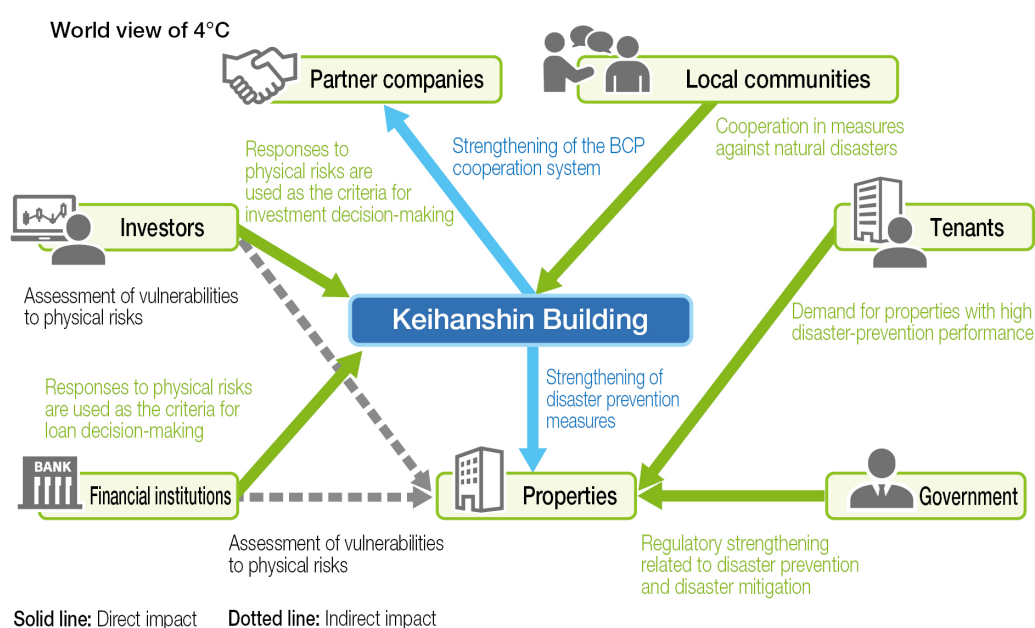 World view of 4°C
Partner companies
Local communities
Responses to
physical risks are
used as the criteria for
investment decision-making
Strengthening of the BCP
cooperation system
Cooperation in measures
against natural disasters
Investors
Tenants
Assessment of vulnerabilities
to physical risks
Keihanshin Building
Demand for properties with high
disaster-prevention performance
Responses to physical risks
are used as the criteria for
loan decision-making
Strengthening of
disaster prevention
measures
BANK
Financial institutions
Properties
Government
Assessment of vulnerabilities
to physical risks
Regulatory strengthening
related to disaster prevention
and disaster mitigation
Solid line: Direct impact Dotted line: Indirect impact